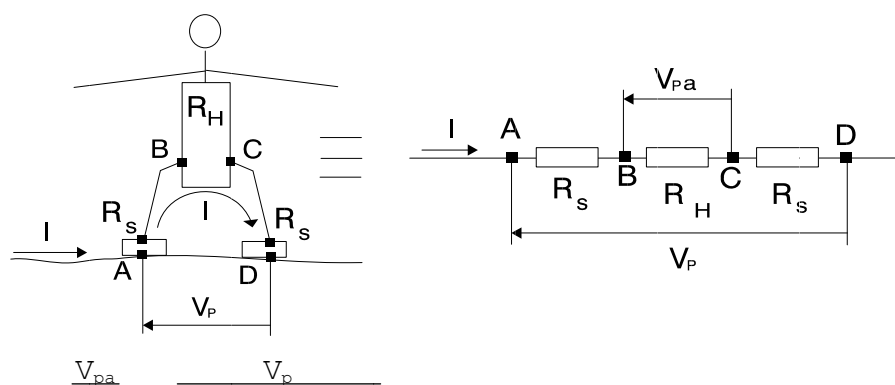 R_H
B C
R_s I R_s
I
A D
V_P
V_pa V_p
V_Pa
I A D
B C
R_s R_H R_s
V_P